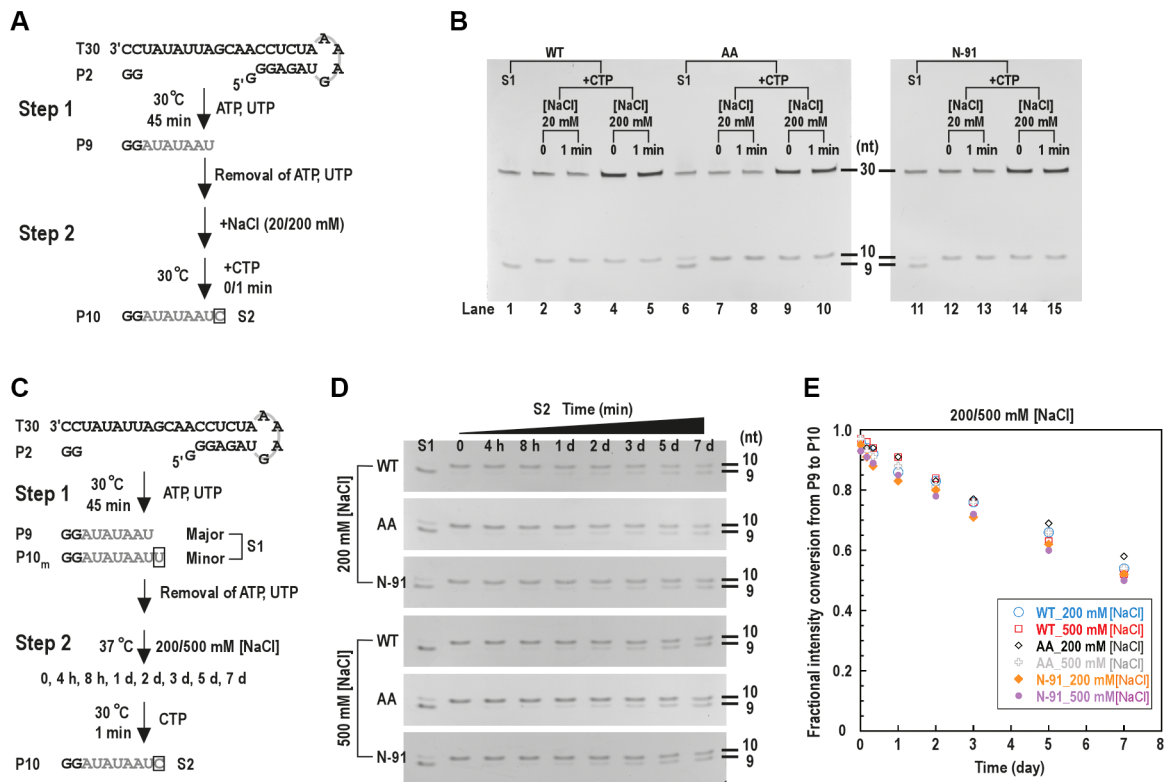 A
T30 3'CCUAUAUUAGCAACCUCUA A A A G
P2 GG 5' GGGAGAU
Step 1 30°C 45 min ATP, UTP
P9 GGAUAUAAU
Removal of ATP, UTP
Step 2 +NaCl (20/200 mM)
30°C +CTP 0/1 min
P10 GGAUAUAAUC S2
B
WT AA N-91
S1 +CTP S1 +CTP S1 +CTP
[NaCl] [NaCl] [NaCl] [NaCl] [NaCl] [NaCl]
20 mM 200 mM 20 mM 200 mM 20 mM 200 mM
0 1 min 0 1 min 0 1 min 0 1 min (nt) 0 1 min 0 1 min
30
10
9
Lane 1 2 3 4 5 6 7 8 9 10 11 12 13 14 15
C
T30 3'CCUAUAUUAGCAACCUCUA A A A G
P2 GG 5' GGGAGAU
Step 1 30°C 45 min ATP, UTP
P9 GGAUAUAAU Major
P10m GGAUAUAAUU Minor S1
Removal of ATP, UTP
Step 2 37 °C 200/500 mM [NaCl]
0, 4 h, 8 h, 1 d, 2 d, 3 d, 5 d, 7 d
30 °C 1 min CTP
P10 GGAUAUAAUC S2
D
S2 Time (min)
S1 0 4 h 8 h 1 d 2 d 3 d 5 d 7 d (nt)
200 mM [NaCl]
WT 10 9
AA 10 9
N-91 10 9
500 mM [NaCl]
WT 10 9
AA 10 9
N-91 10 9
E
200/500 mM [NaCl]
Fractional intensity conversion from P9 to P10
1.0
0.8
0.6
0.4
0.2
0
WT_200 mM [NaCl]
WT_500 mM [NaCl]
AA_200 mM [NaCl]
AA_500 mM [NaCl]
N-91_200 mM [NaCl]
N-91_500 mM [NaCl]
0 1 2 3 4 5 6 7 8
Time (day)